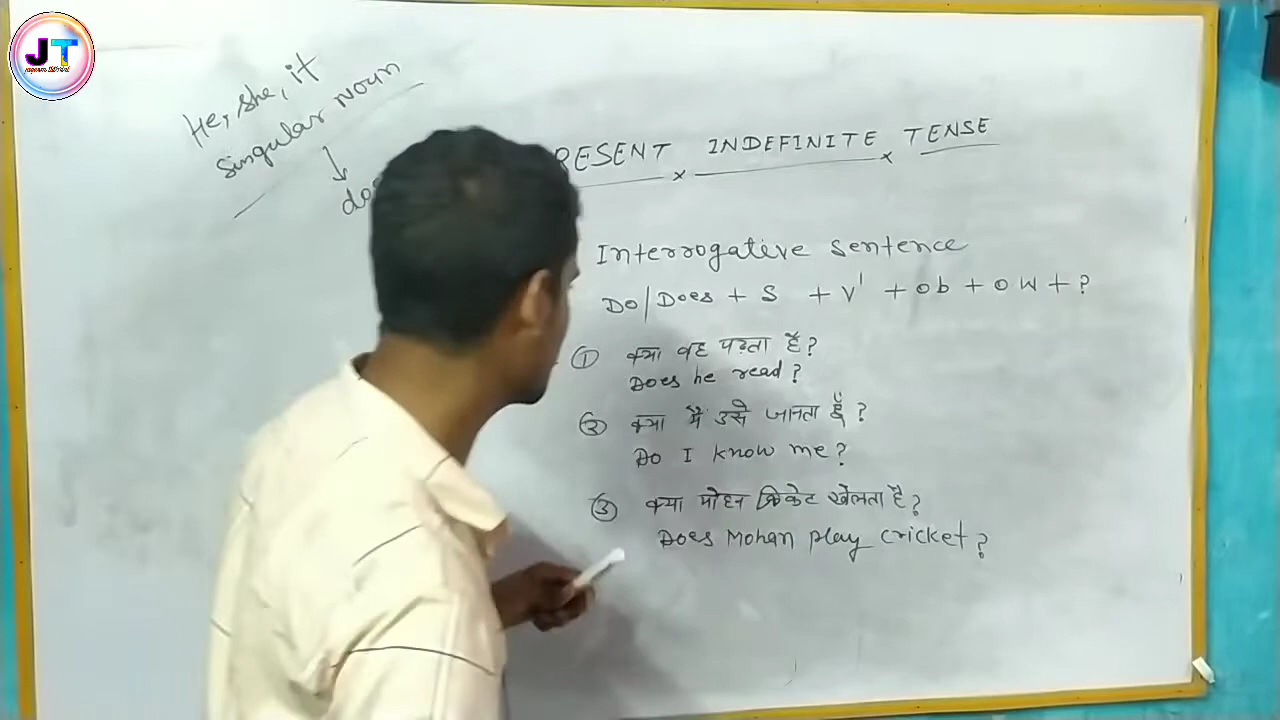 JT
He, she, it
singular noun
PRESENT INDEFINITE TENSE
Interrogative sentence
Do/Does + S + V¹ + ob + OW + ?
① क्या वह पढ़ता है?
Does he read?
② क्या मैं उसे जानता हूँ?
Do I know me?
③ क्या मोहन क्रिकेट खेलता है?
Does Mohan play cricket?